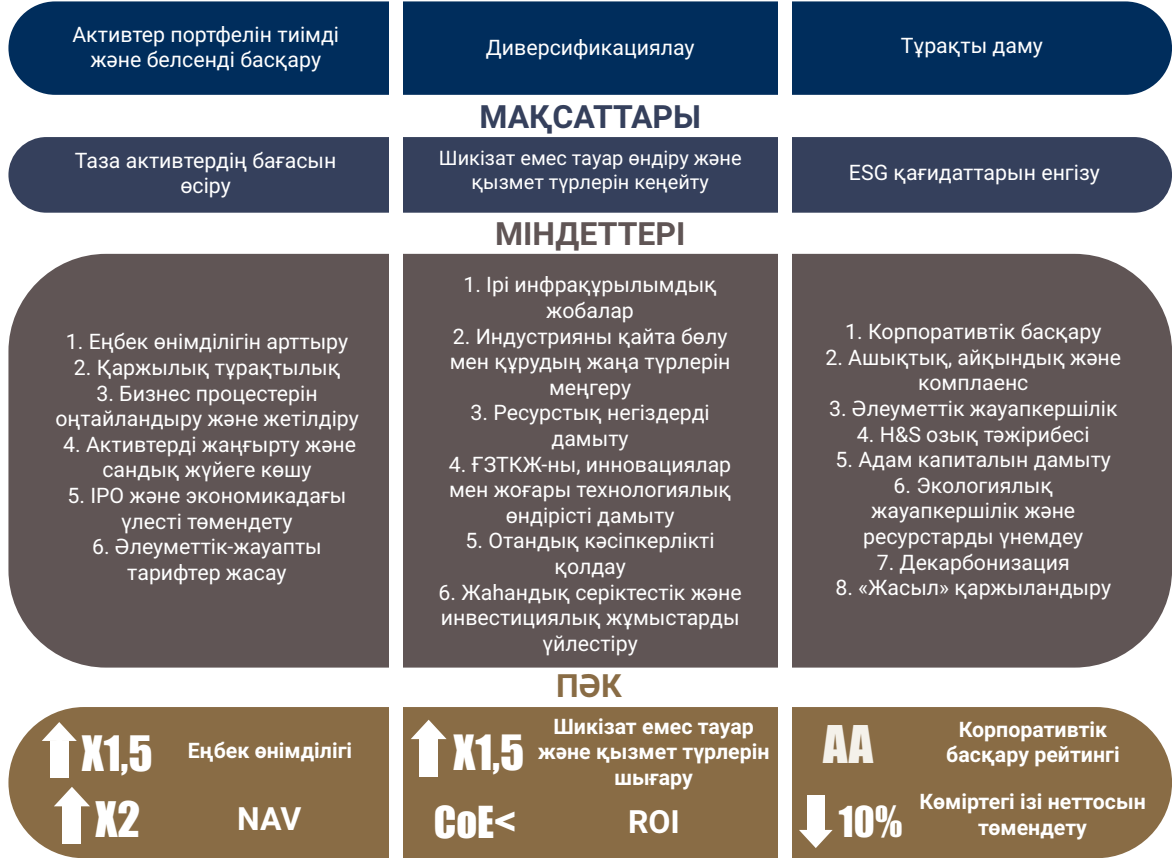 Активтер портфелін тиімді
және белсенді басқару
Диверсификациялау
Тұрақты даму
МАҚСАТТАРЫ
Таза активтердің бағасын
өсіру
Шикізат емес тауар өндіру және
қызмет түрлерін кеңейту
ESG қағидаттарын енгізу
МІНДЕТТЕРІ
1. Еңбек өнімділігін арттыру
2. Қаржылық тұрақтылық
3. Бизнес процестерін
оңтайландыру және жетілдіру
4. Активтерді жаңғырту және
сандық жүйеге көшу
5. IPO және экономикадағы
үлесті төмендету
6. Әлеуметтік-жауапты
тарифтер жасау
1. Ірі инфрақұрылымдық
жобалар
2. Индустрияны қайта бөлу
мен құрудың жаңа түрлерін
меңгеру
3. Ресурстық негіздерді
дамыту
4. ҒЗТКЖ-ны, инновациялар
мен жоғары технологиялық
өндірісті дамыту
5. Отандық кәсіпкерлікті
қолдау
6. Жаһандық серіктестік және
инвестициялық жұмыстарды
үйлестіру
1. Корпоративтік басқару
2. Ашықтық, айқындық және
комплаенс
3. Әлеуметтік жауапкершілік
4. H&S озық тәжірибесі
5. Адам капиталын дамыту
6. Экологиялық
жауапкершілік және
ресурстарды үнемдеу
7. Декарбонизация
8. «Жасыл» қаржыландыру
ПӘК
X1,5 Еңбек өнімділігі
X2 NAV
X1,5 Шикізат емес тауар
және қызмет түрлерін
шығару
CoE< ROI
AA Корпоративтік
басқару рейтингі
10% Көміртегі ізі неттосын
төмендету